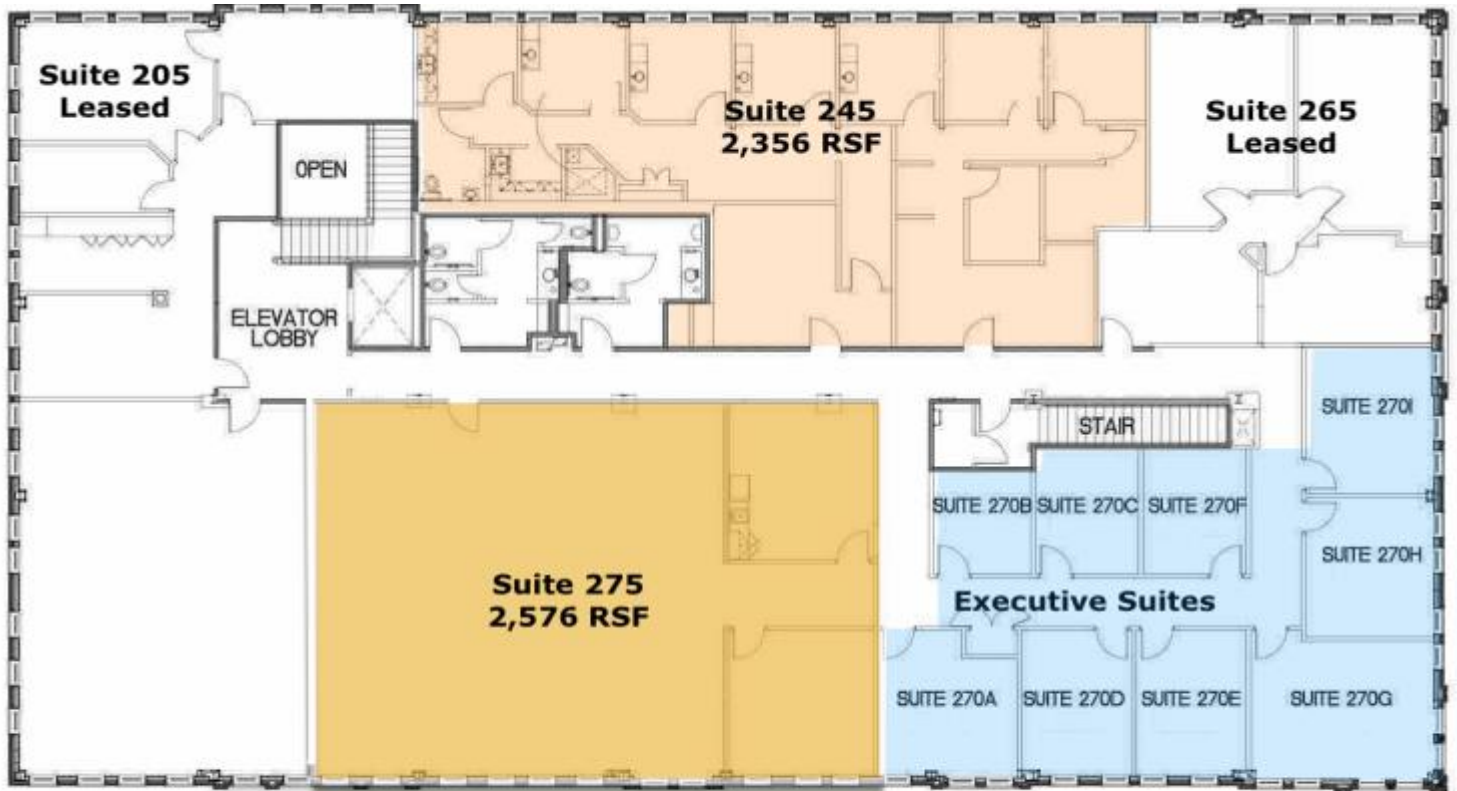 Suite 205
Leased
Suite 245
2,356 RSF
Suite 265
Leased
OPEN
ELEVATOR
LOBBY
SUITE 270I
STAIR
SUITE 270B
SUITE 270C
SUITE 270F
SUITE 270H
Suite 275
2,576 RSF
Executive Suites
SUITE 270A
SUITE 270D
SUITE 270E
SUITE 270G